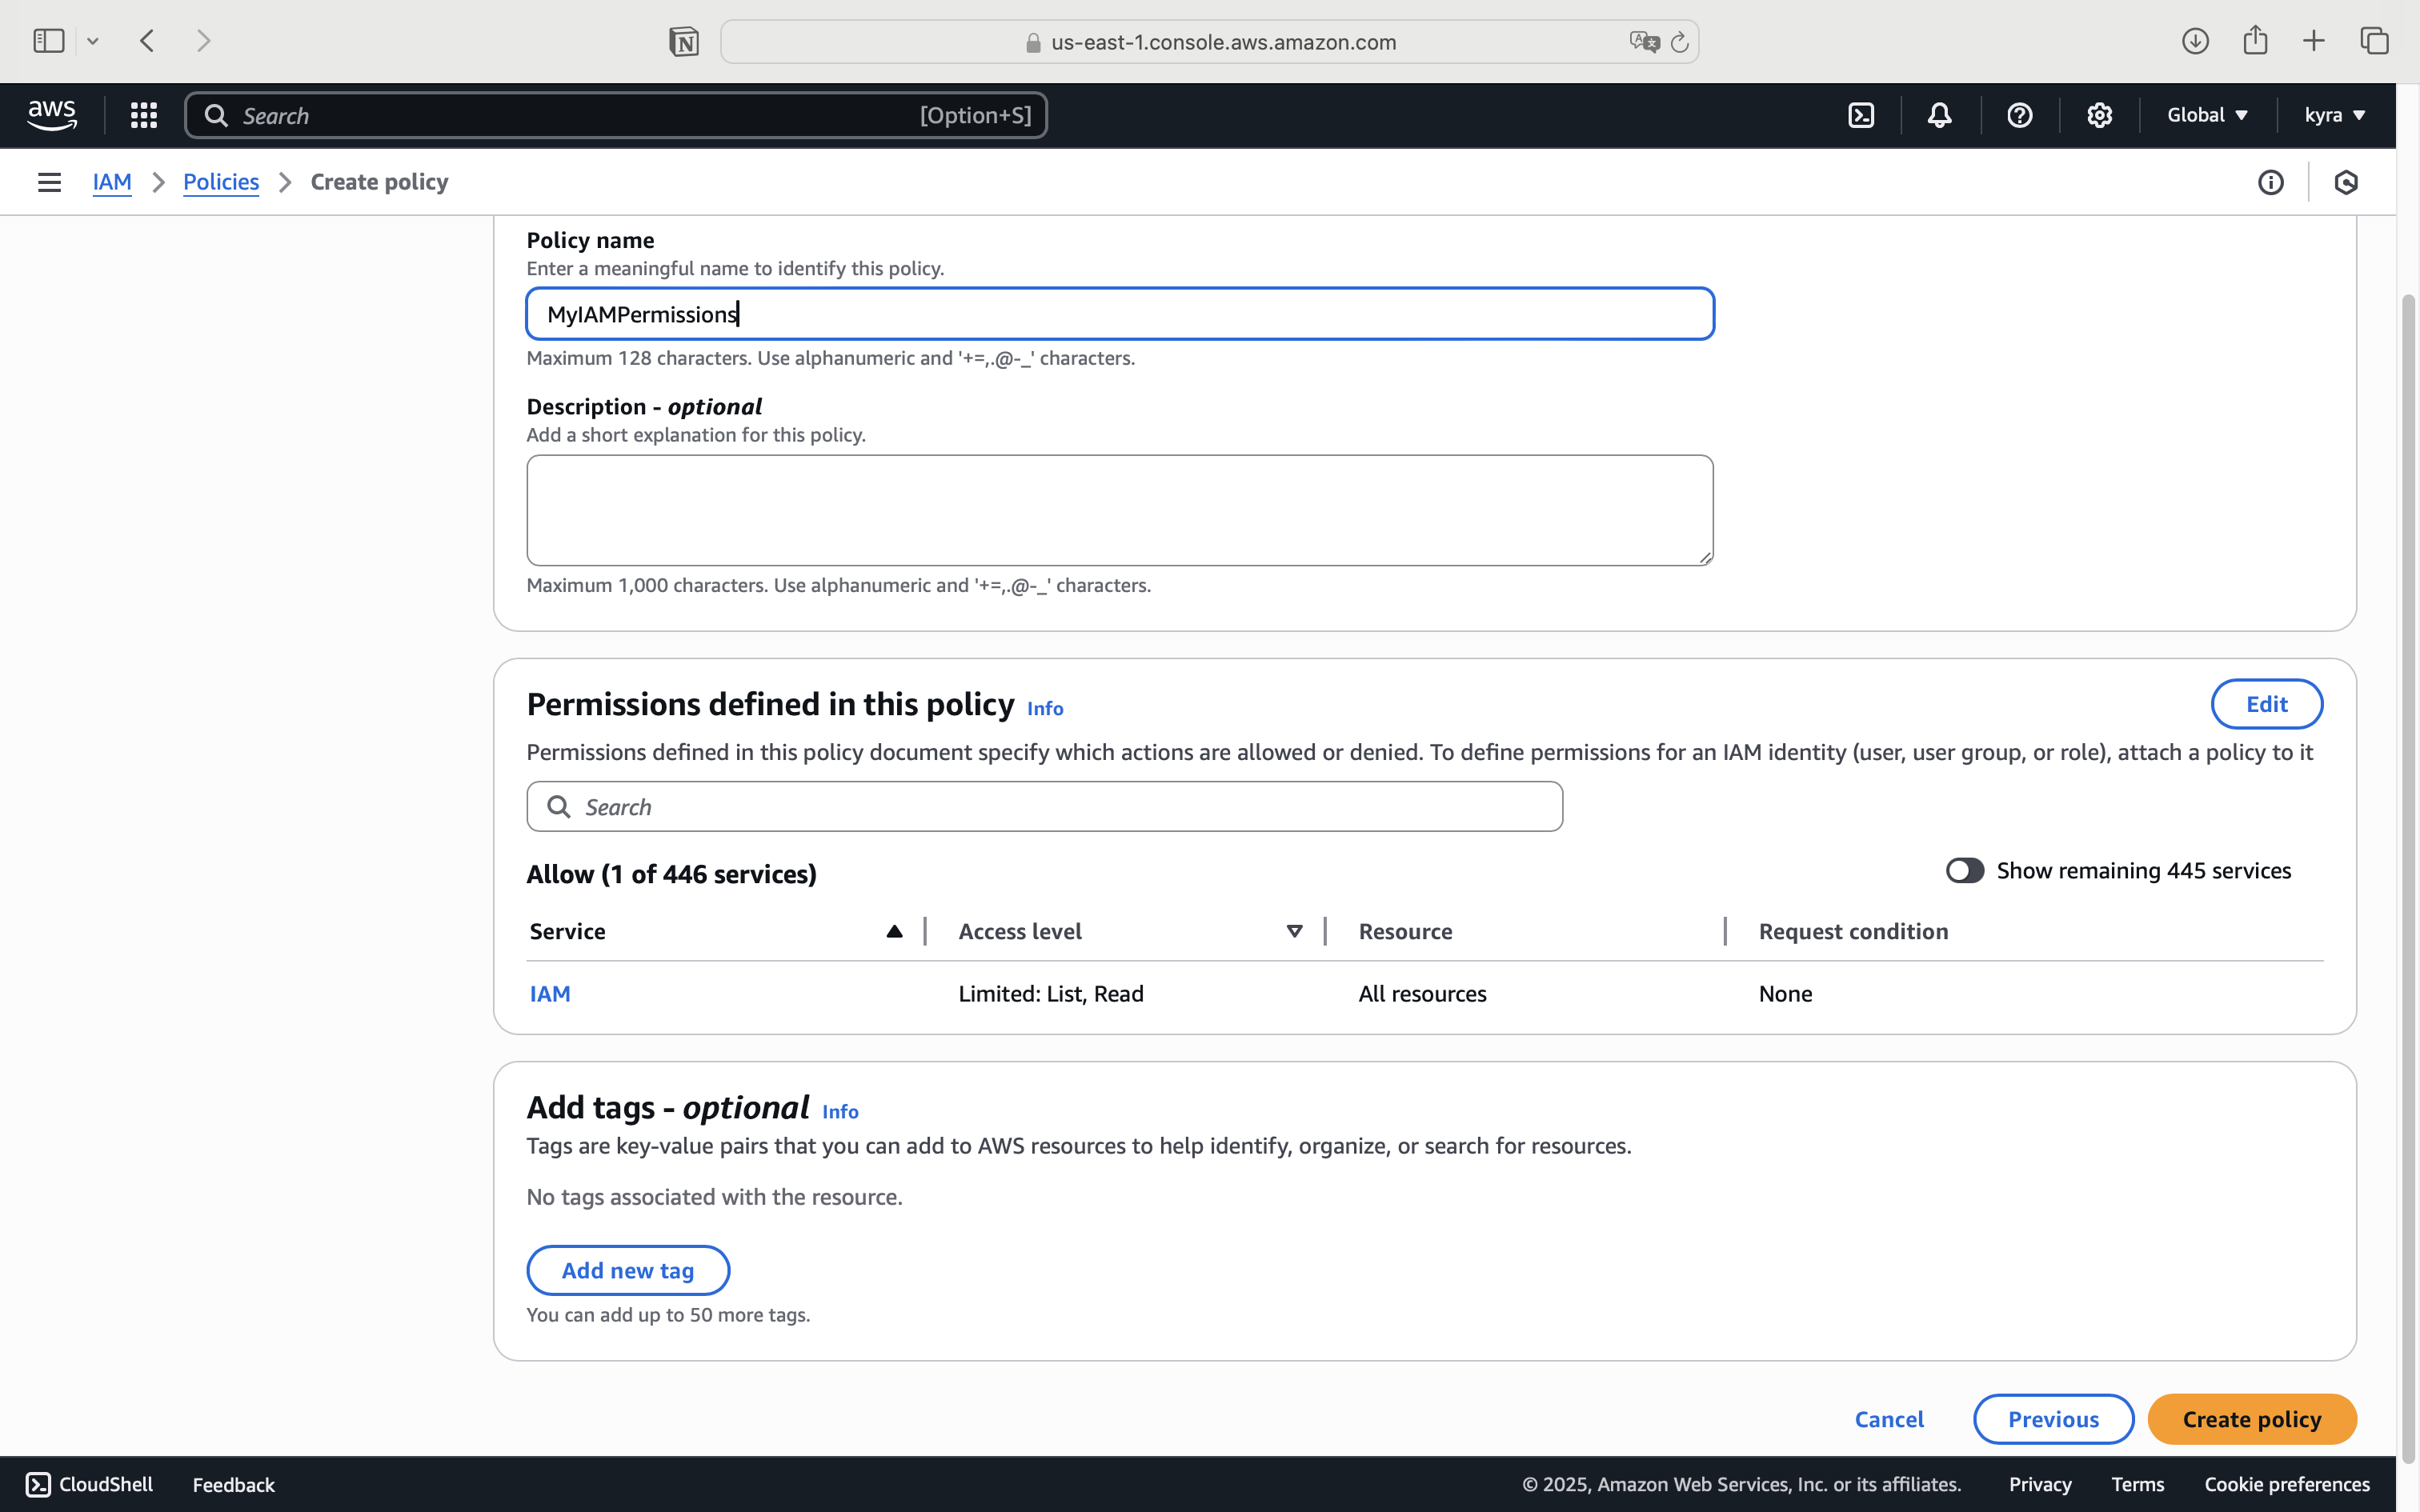 us-east-1.console.aws.amazon.com
aws
Search
[Option+S]
Global
kyra
IAM
Policies
Create policy
Policy name
Enter a meaningful name to identify this policy.
MyIAMPermissions
Maximum 128 characters. Use alphanumeric and '+=,.@-_' characters.
Description - optional
Add a short explanation for this policy.
Maximum 1,000 characters. Use alphanumeric and '+=,.@-_' characters.
Permissions defined in this policy Info
Edit
Permissions defined in this policy document specify which actions are allowed or denied. To define permissions for an IAM identity (user, user group, or role), attach a policy to it
Search
Allow (1 of 446 services)
Show remaining 445 services
Service Access level Resource Request condition
IAM Limited: List, Read All resources None
Add tags - optional Info
Tags are key-value pairs that you can add to AWS resources to help identify, organize, or search for resources.
No tags associated with the resource.
Add new tag
You can add up to 50 more tags.
Cancel
Previous
Create policy
CloudShell
Feedback
© 2025, Amazon Web Services, Inc. or its affiliates.
Privacy
Terms
Cookie preferences